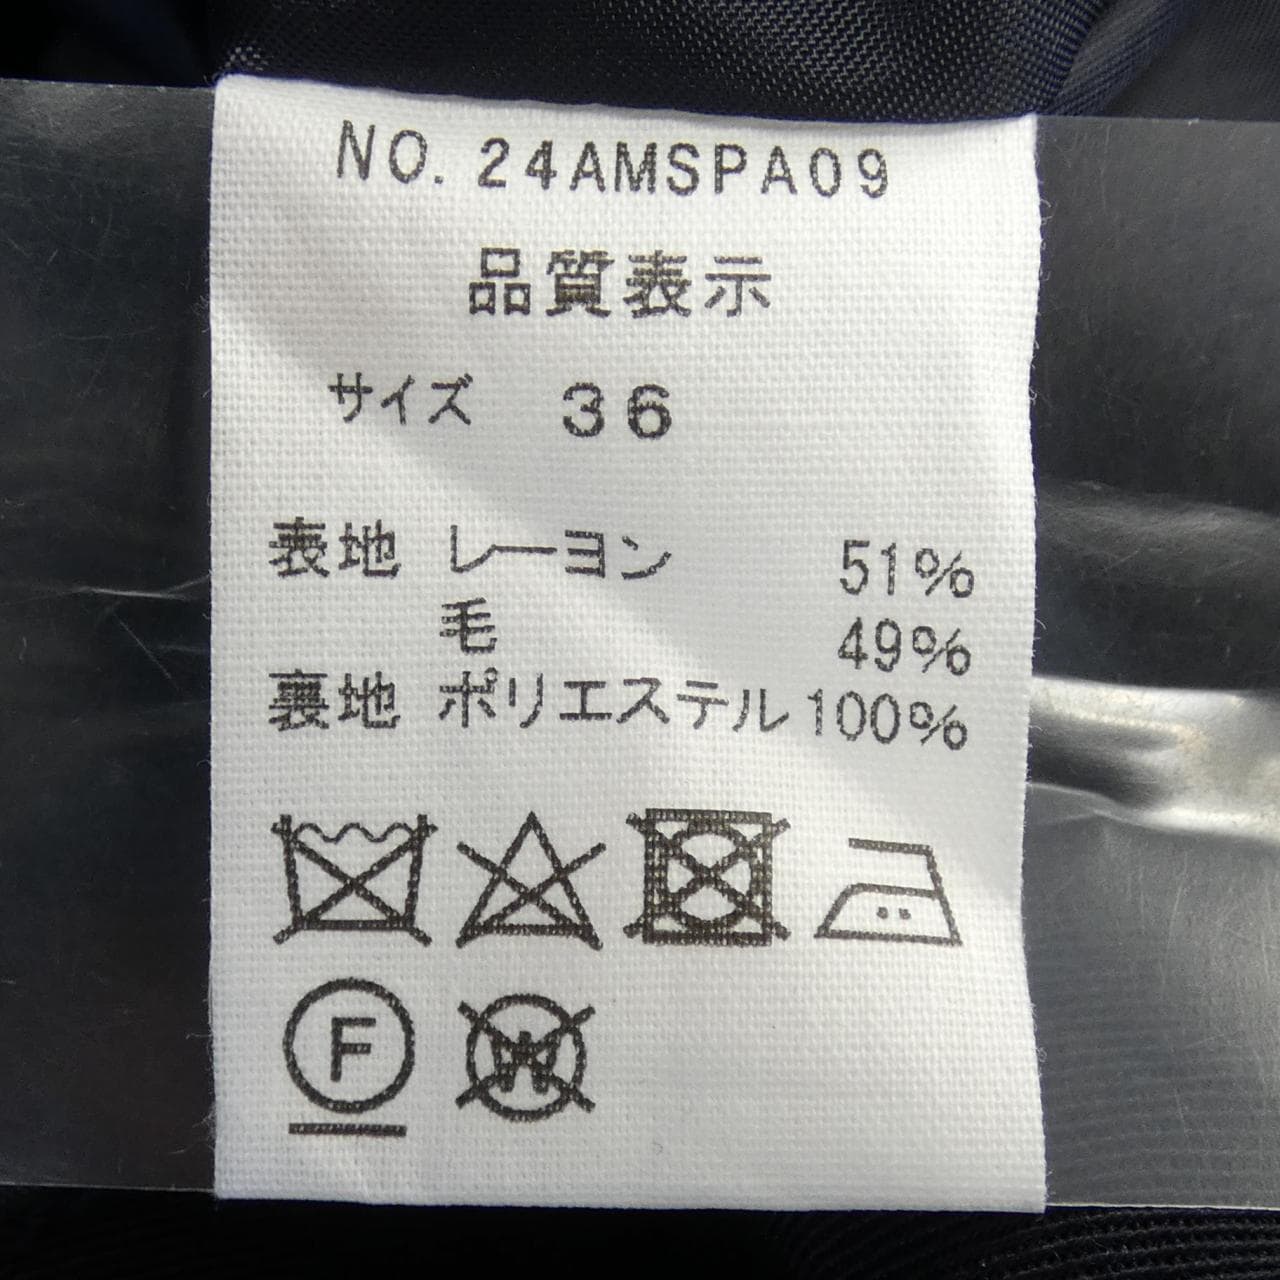 NO.24AMSPA09
品質表示
サイズ 36
表地 レーヨン 51%
毛 49%
裏地 ポリエステル 100%
F
W